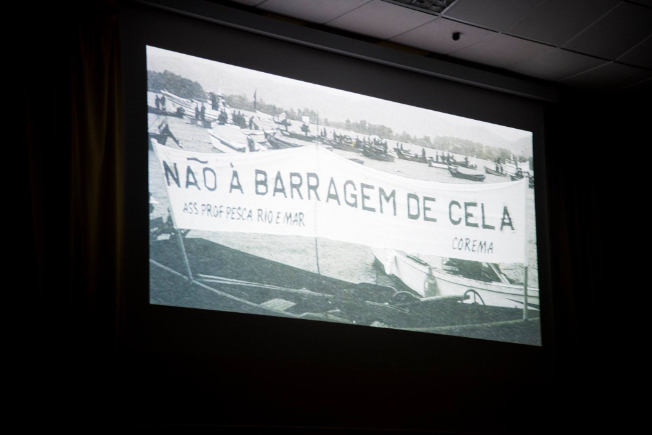 NÃO À BARRAGEM DE CELA
ASS PROF PESCA RIO E MAR
COREMA